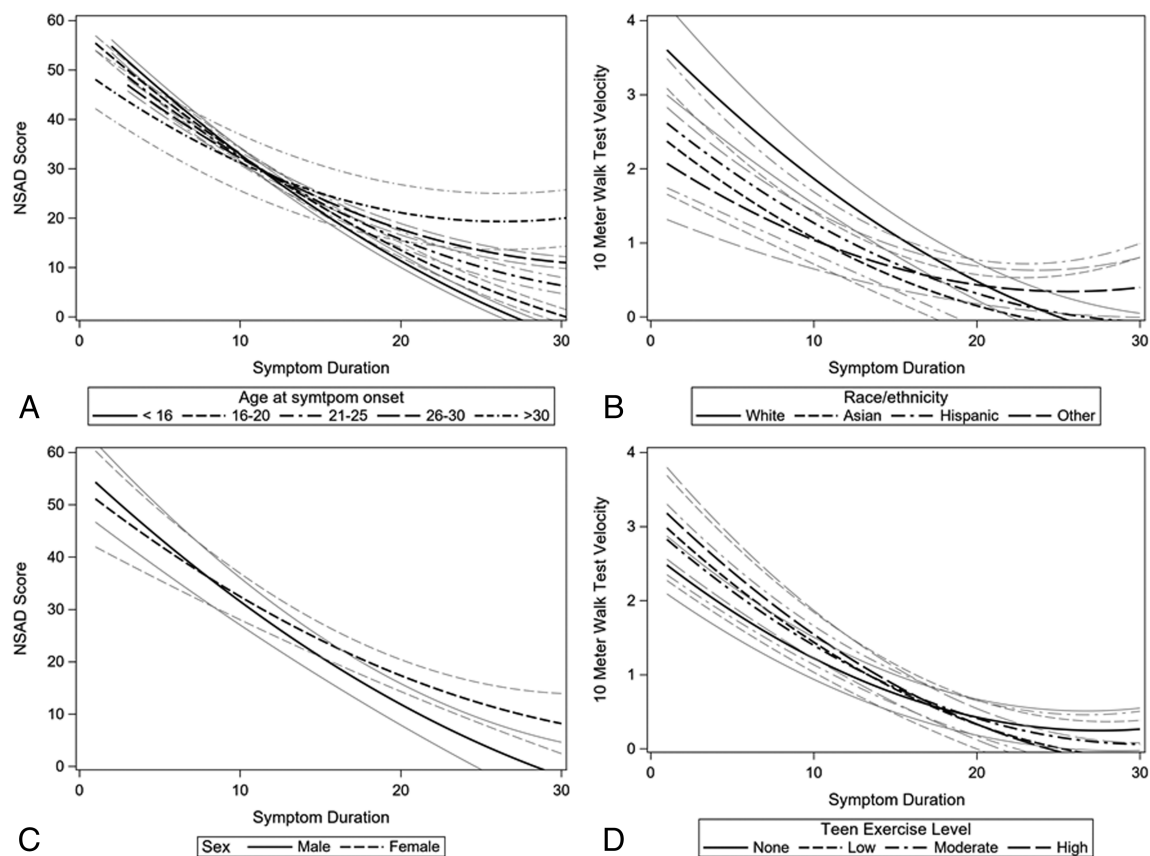 60
50
40
30
20
10
0
NSAD Score
0 10 20 30
Symptom Duration
A
Age at symtpom onset
< 16 16-20 21-25 26-30 >30
4
3
2
1
0
10 Meter Walk Test Velocity
0 10 20 30
Symptom Duration
B
Race/ethnicity
White Asian Hispanic Other
60
50
40
30
20
10
0
NSAD Score
0 10 20 30
Symptom Duration
C
Sex Male Female
4
3
2
1
0
10 Meter Walk Test Velocity
0 10 20 30
Symptom Duration
D
Teen Exercise Level
None Low Moderate High